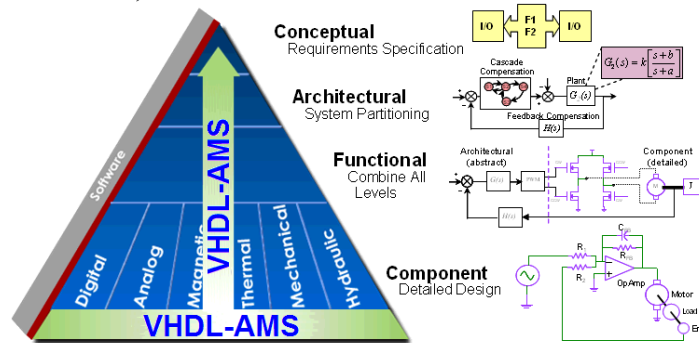 Conceptual
Requirements Specification
I/O
F1
F2
I/O
G₂(s) = k[s+b/s+a]
Architectural
System Partitioning
Cascade
Compensation
Plant
Feedback Compensation
H(s)
Functional
Combine All
Levels
Architectural
(abstract)
Component
(detailed)
G(s)
H(s)
M
J
Component
Detailed Design
R₁
OpAmp
Motor
Load
Software
VHDL-AMS
Digital
Analog
Magnetic
Thermal
Mechanical
Hydraulic
VHDL-AMS